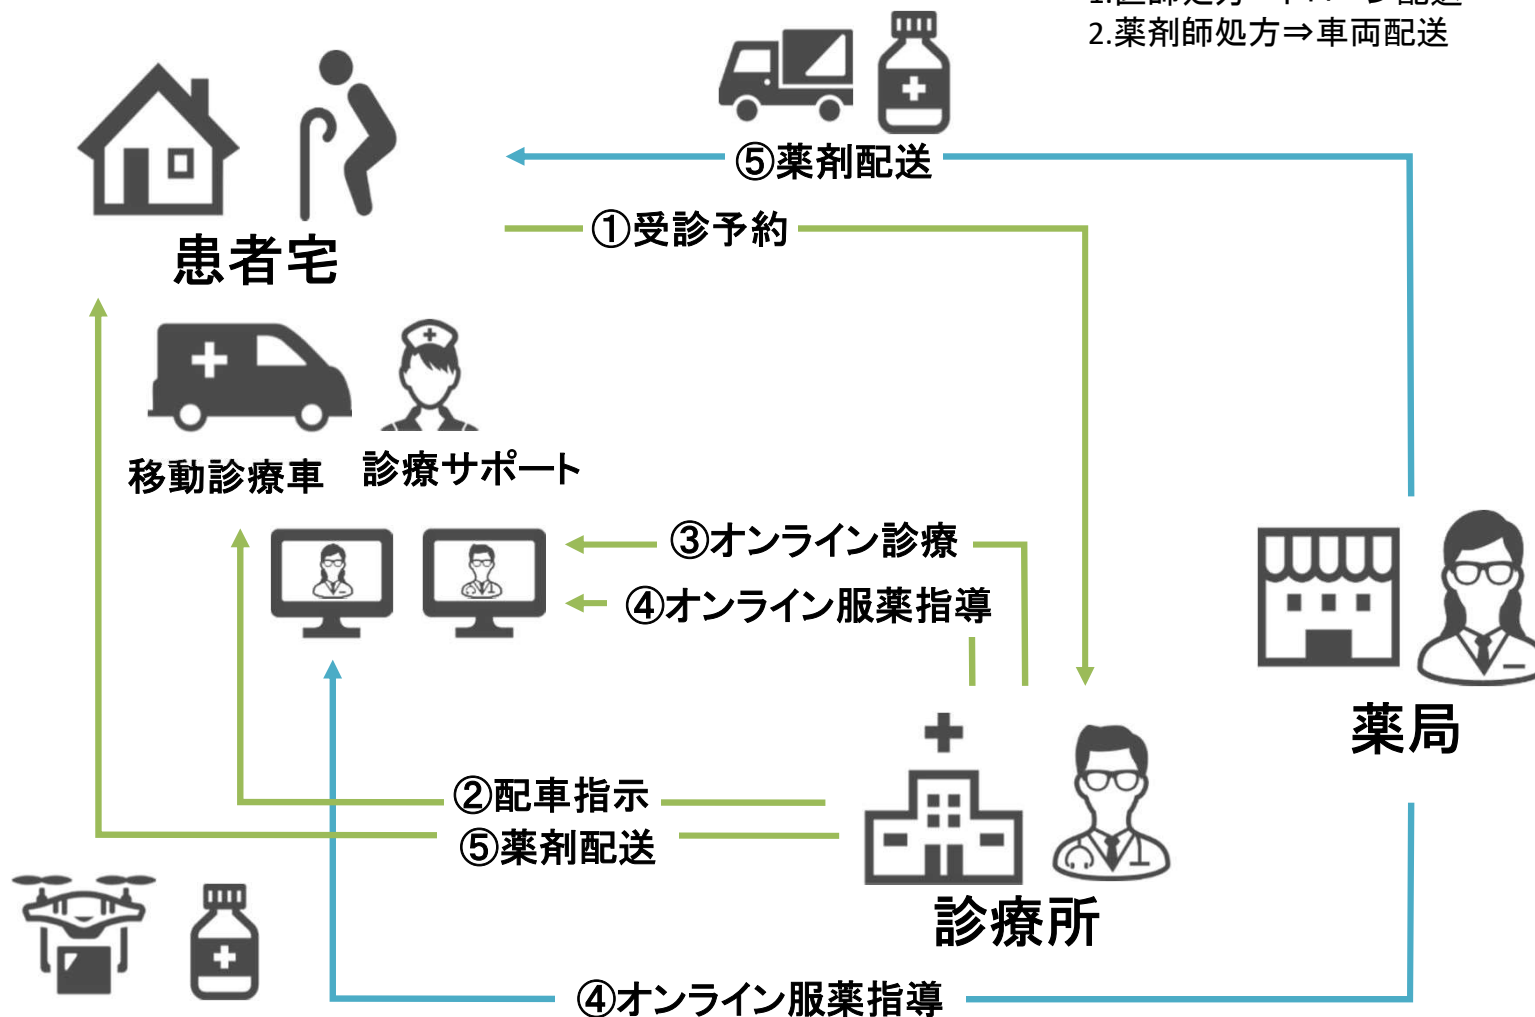 2.薬剤師処方⇒車両配送
⑤薬剤配送
①受診予約
患者宅
移動診療車
診療サポート
③オンライン診療
④オンライン服薬指導
薬局
②配車指示
⑤薬剤配送
診療所
④オンライン服薬指導